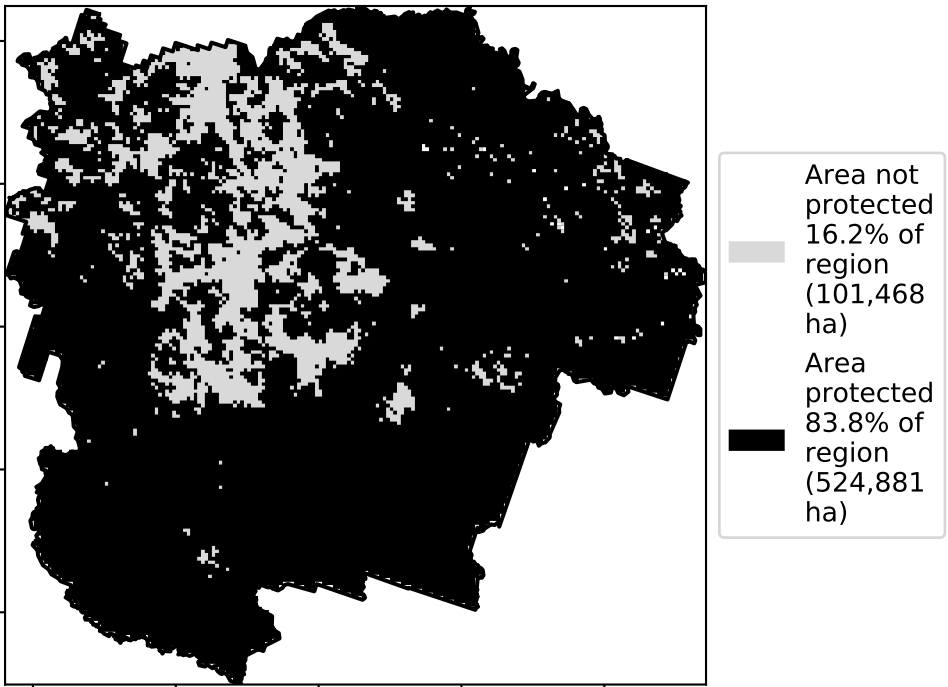 Area not
protected
16.2% of
region
(101,468
ha)
Area
protected
83.8% of
region
(524,881
ha)